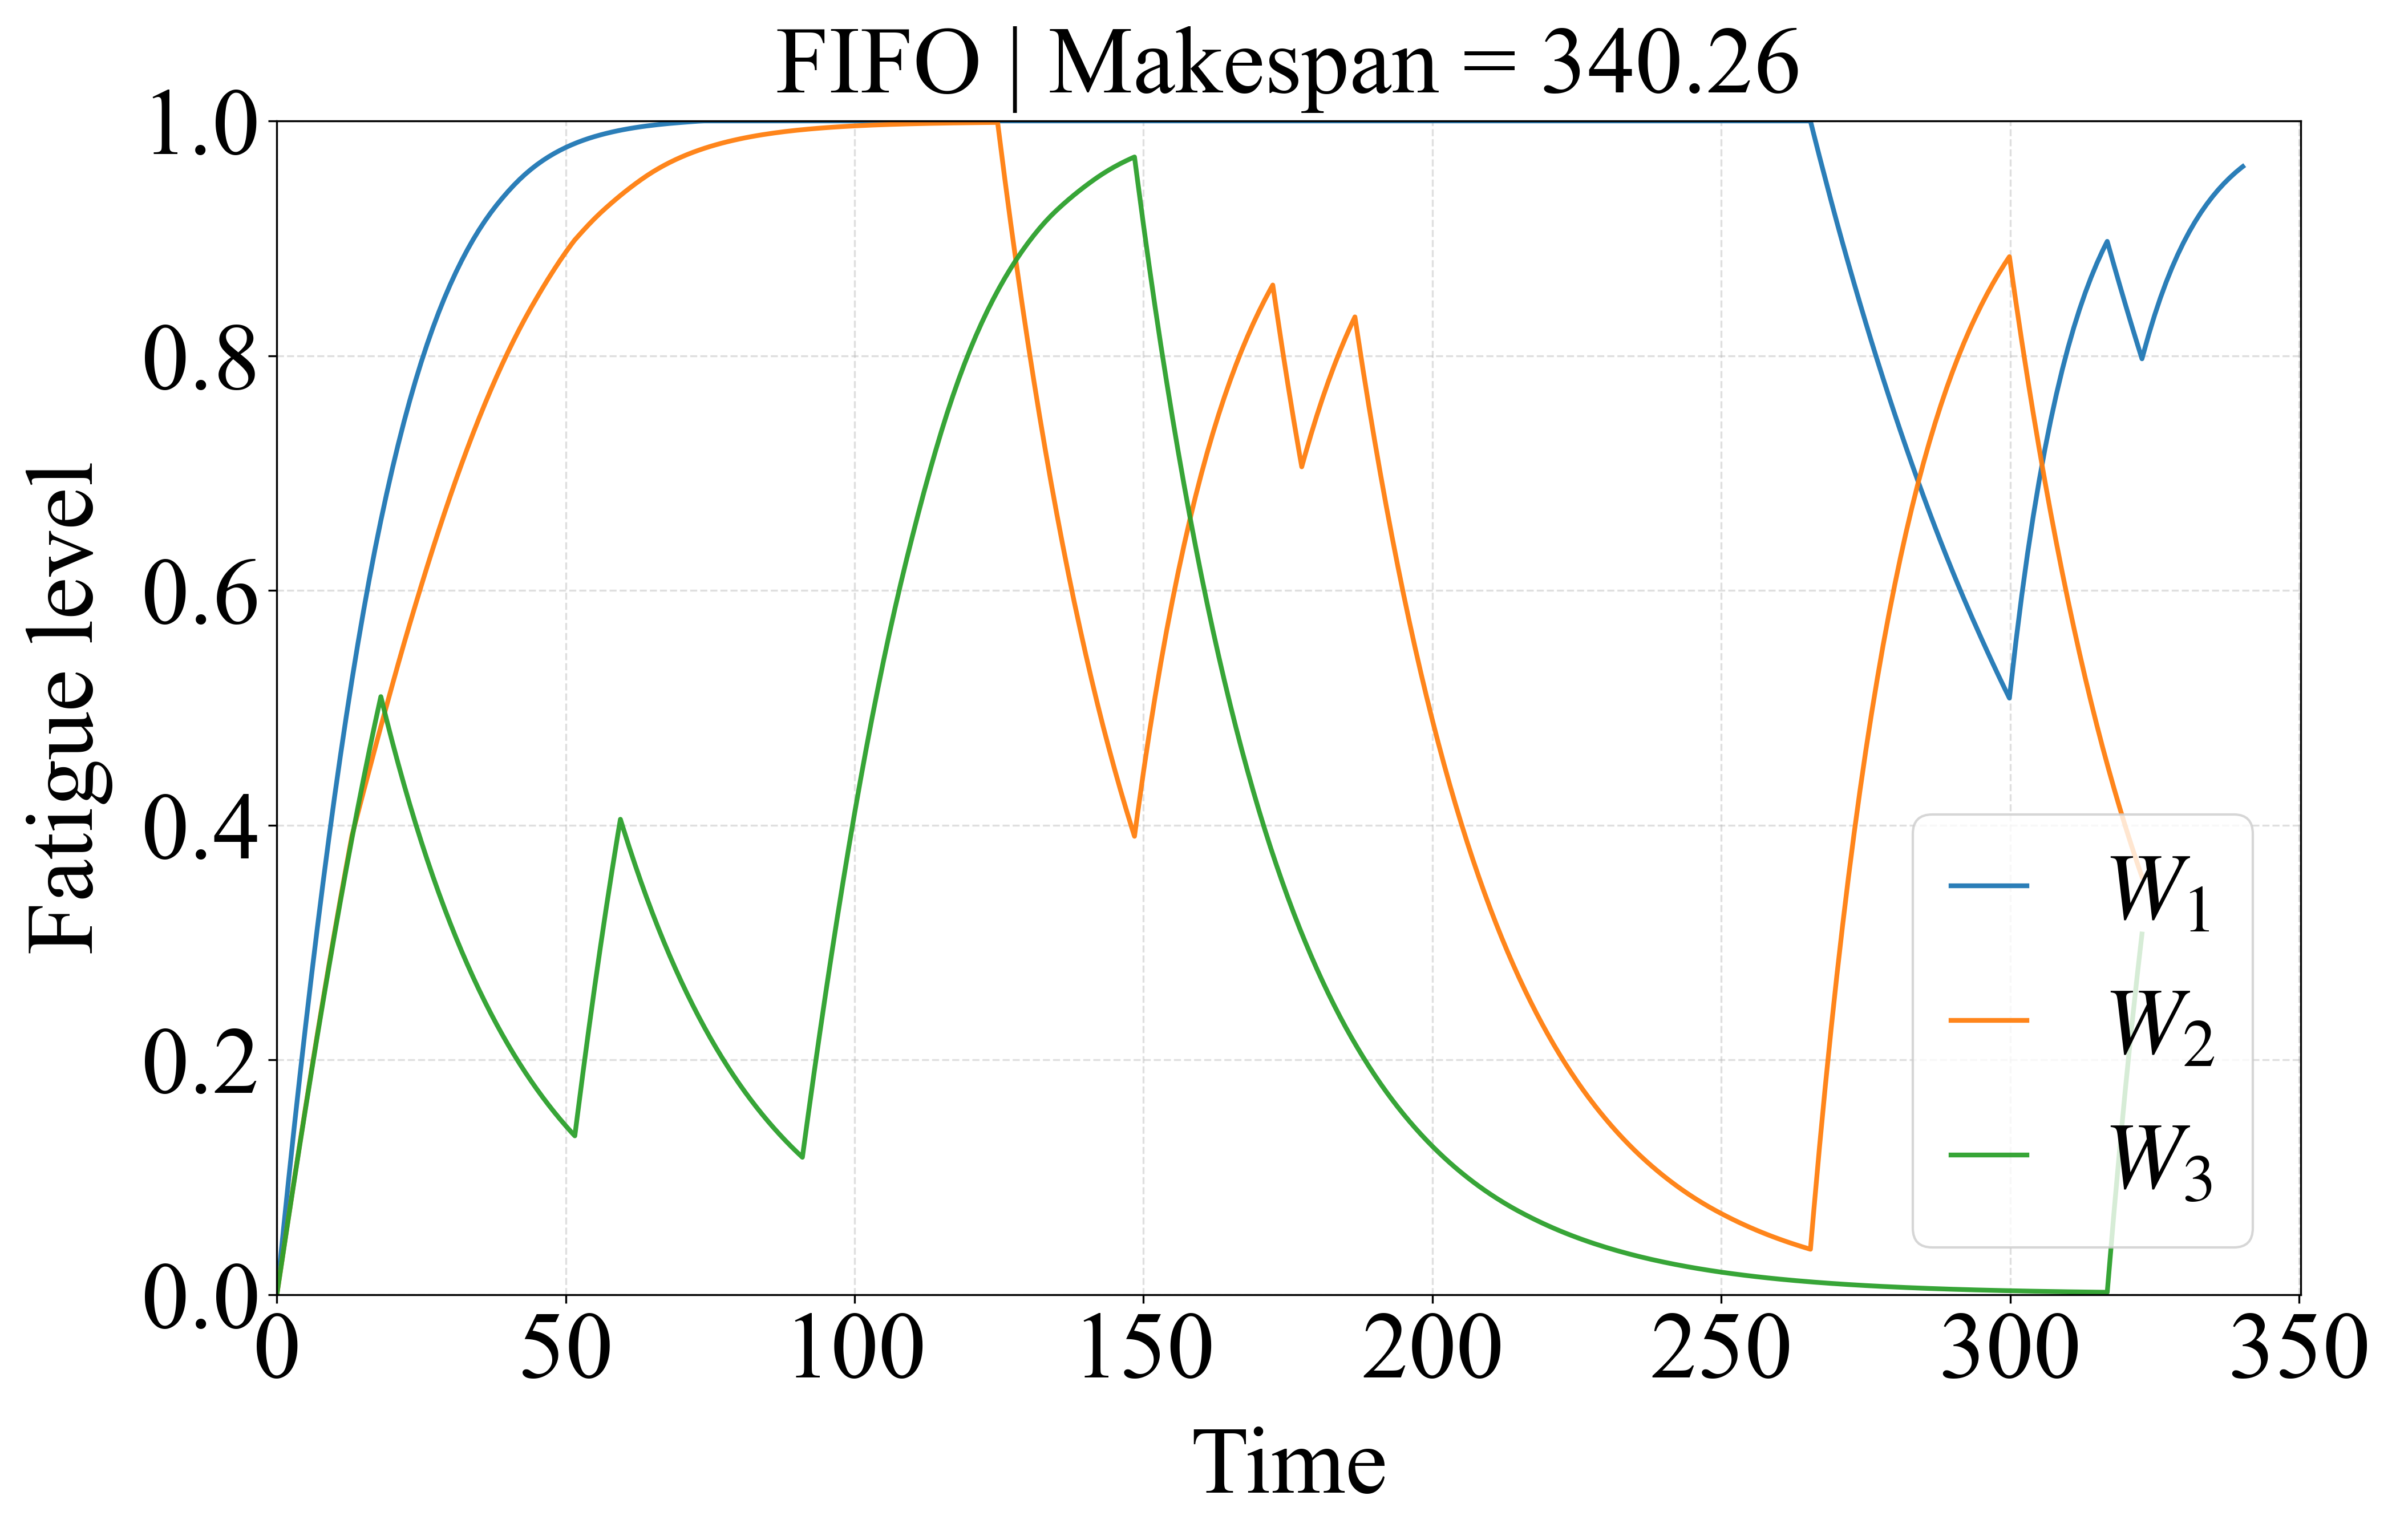 FIFO | Makespan = 340.26
Fatigue level
1.0
0.8
0.6
0.4
0.2
0.0
0 50 100 150 200 250 300 350
Time
W1
W2
W3